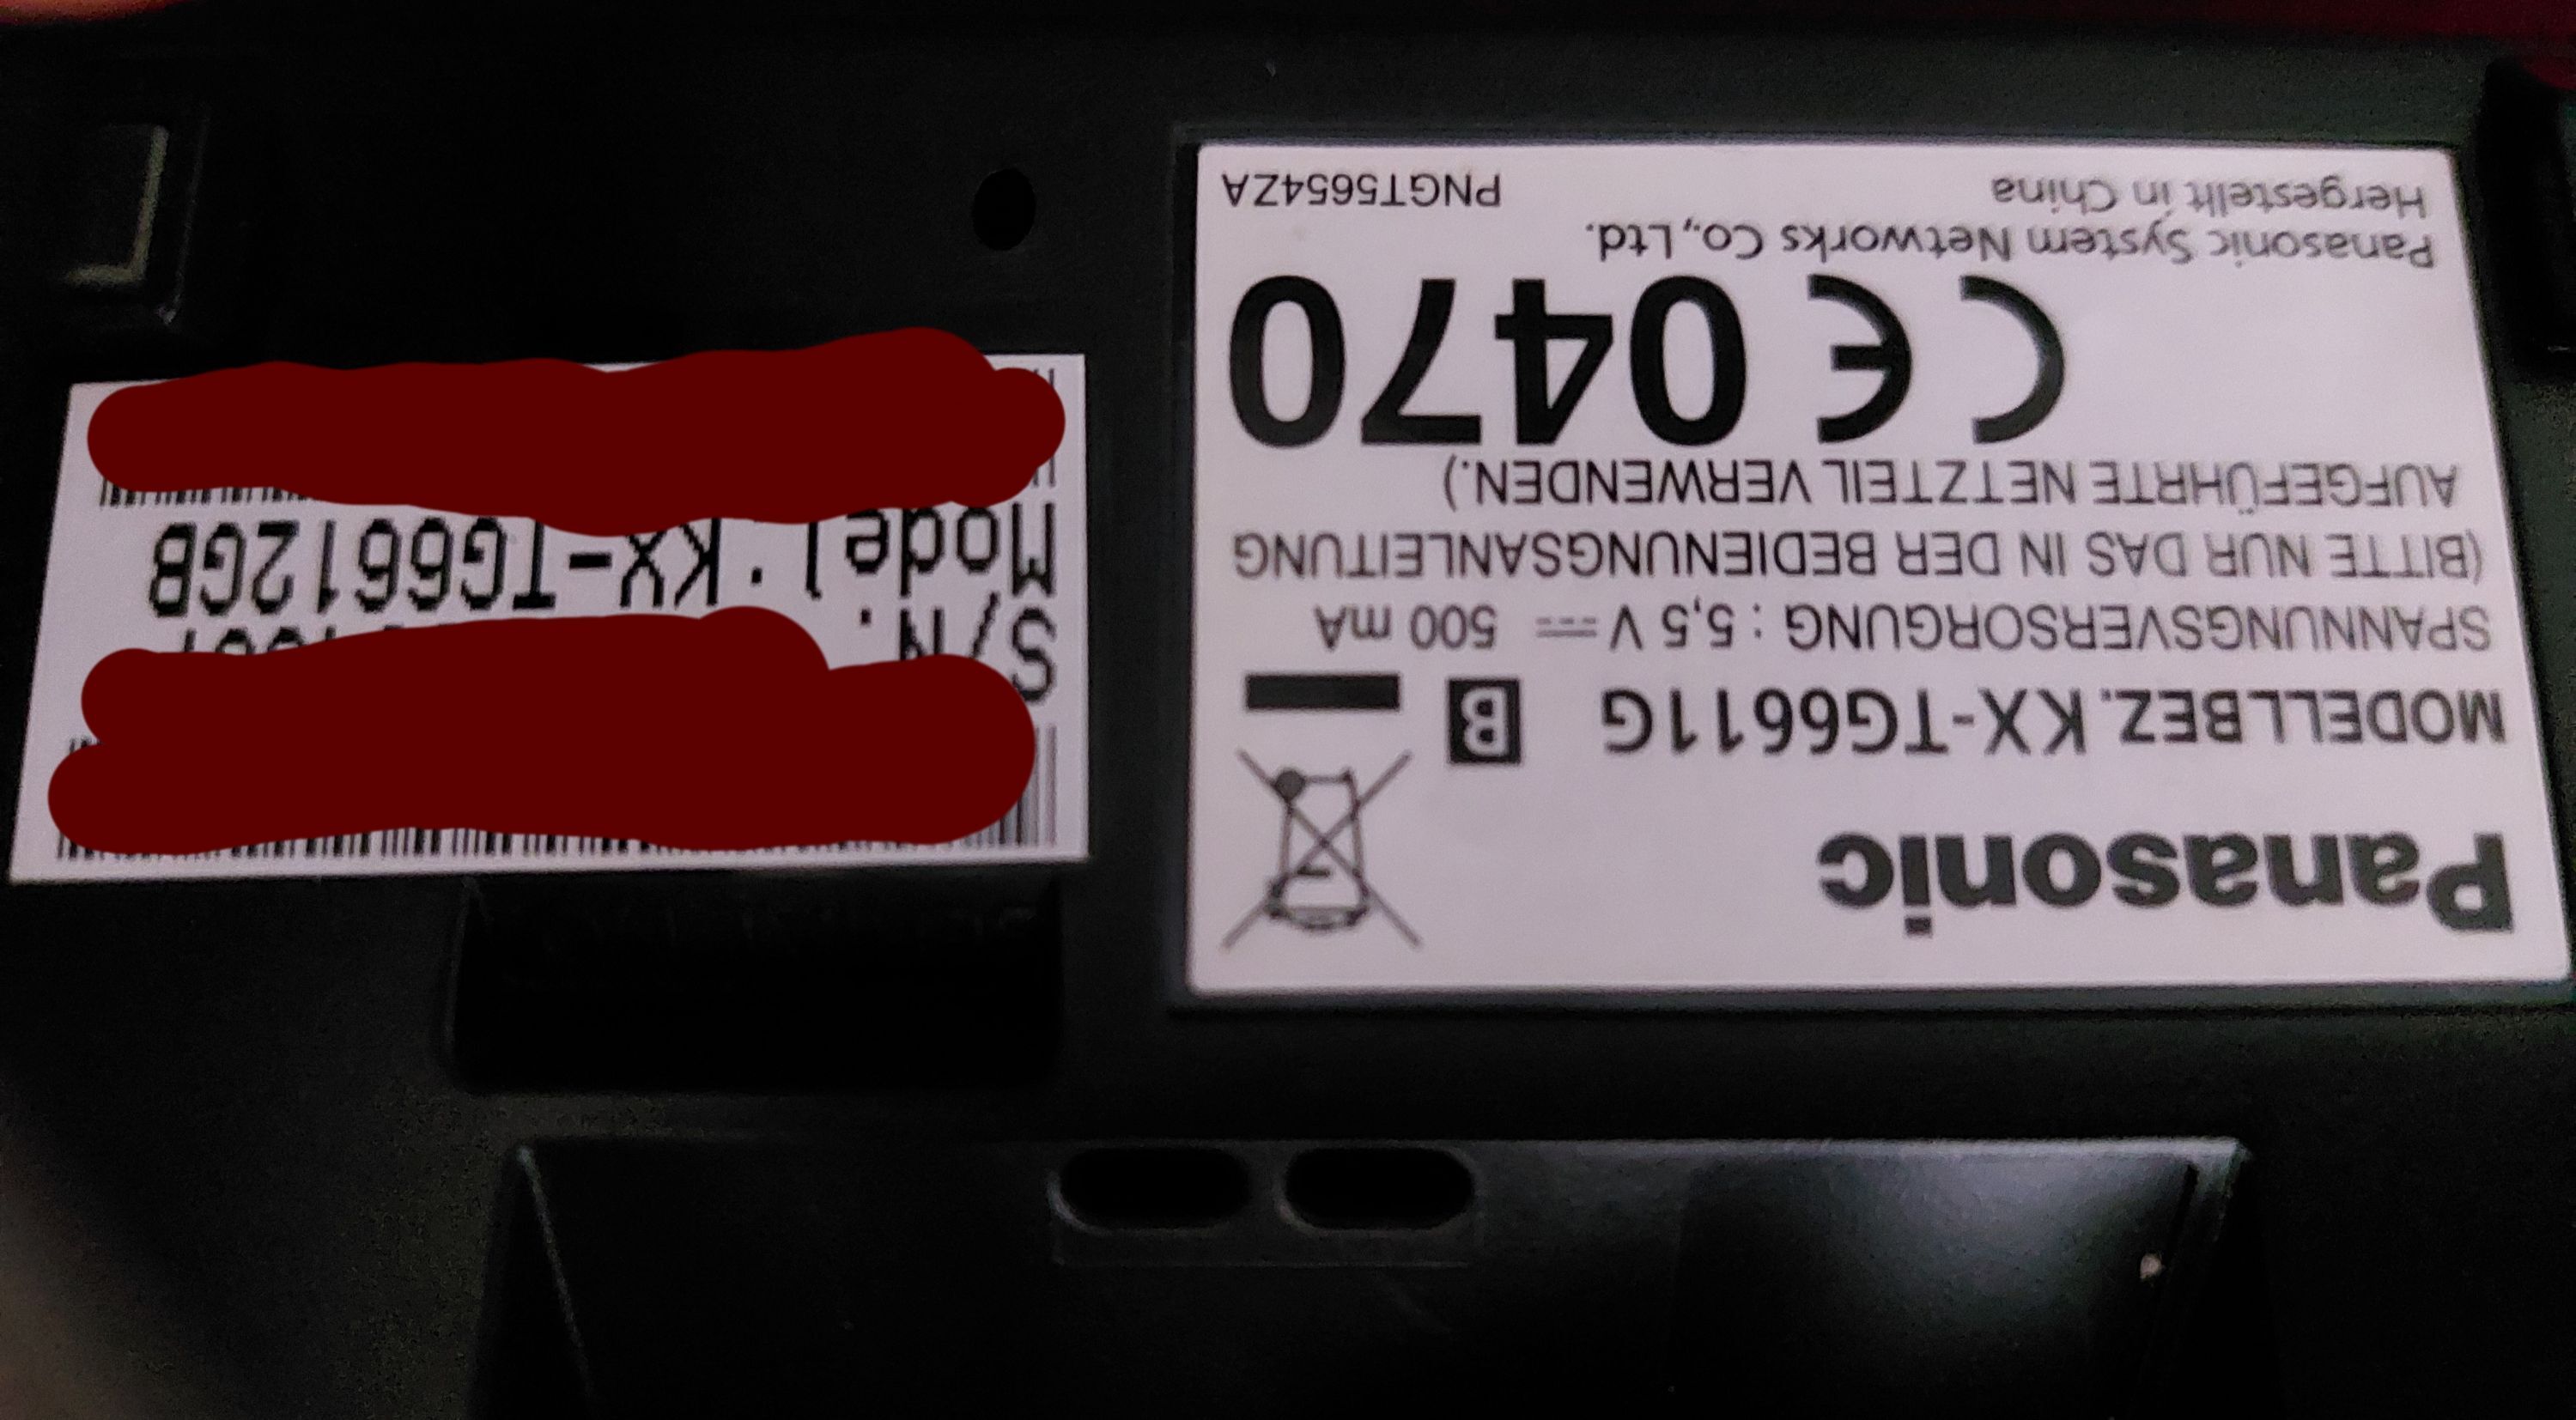 Panasonic
MODELLBEZ. KX-TG6611G B
SPANNUNGSVERSORGUNG : 5,5 V ⎓ 500 mA
(BITTE NUR DAS IN DER BEDIENUNGSANLEITUNG
AUFGEFÜHRTE NETZTEIL VERWENDEN.)
CE 0470
Panasonic System Networks Co.,Ltd.
Hergestellt in China
PNGT5654ZA
S/N.
Model.KX-TG6612GB